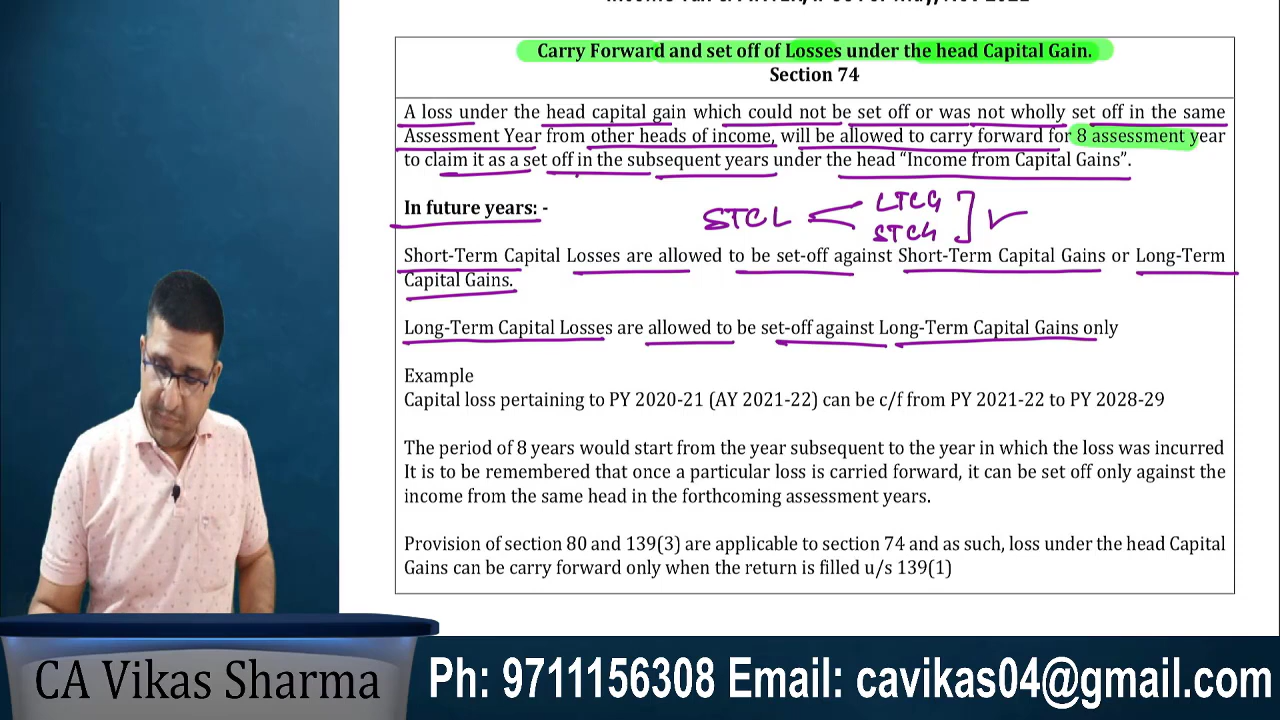 Carry Forward and set off of Losses under the head Capital Gain.
Section 74
A loss under the head capital gain which could not be set off or was not wholly set off in the same
Assessment Year from other heads of income, will be allowed to carry forward for 8 assessment year
to claim it as a set off in the subsequent years under the head “Income from Capital Gains”.
In future years: -
STCL < LTCG
STCG ] ✓
Short-Term Capital Losses are allowed to be set-off against Short-Term Capital Gains or Long-Term
Capital Gains.
Long-Term Capital Losses are allowed to be set-off against Long-Term Capital Gains only
Example
Capital loss pertaining to PY 2020-21 (AY 2021-22) can be c/f from PY 2021-22 to PY 2028-29
The period of 8 years would start from the year subsequent to the year in which the loss was incurred
It is to be remembered that once a particular loss is carried forward, it can be set off only against the
income from the same head in the forthcoming assessment years.
Provision of section 80 and 139(3) are applicable to section 74 and as such, loss under the head Capital
Gains can be carry forward only when the return is filled u/s 139(1)
CA Vikas Sharma
Ph: 9711156308 Email: cavikas04@gmail.com